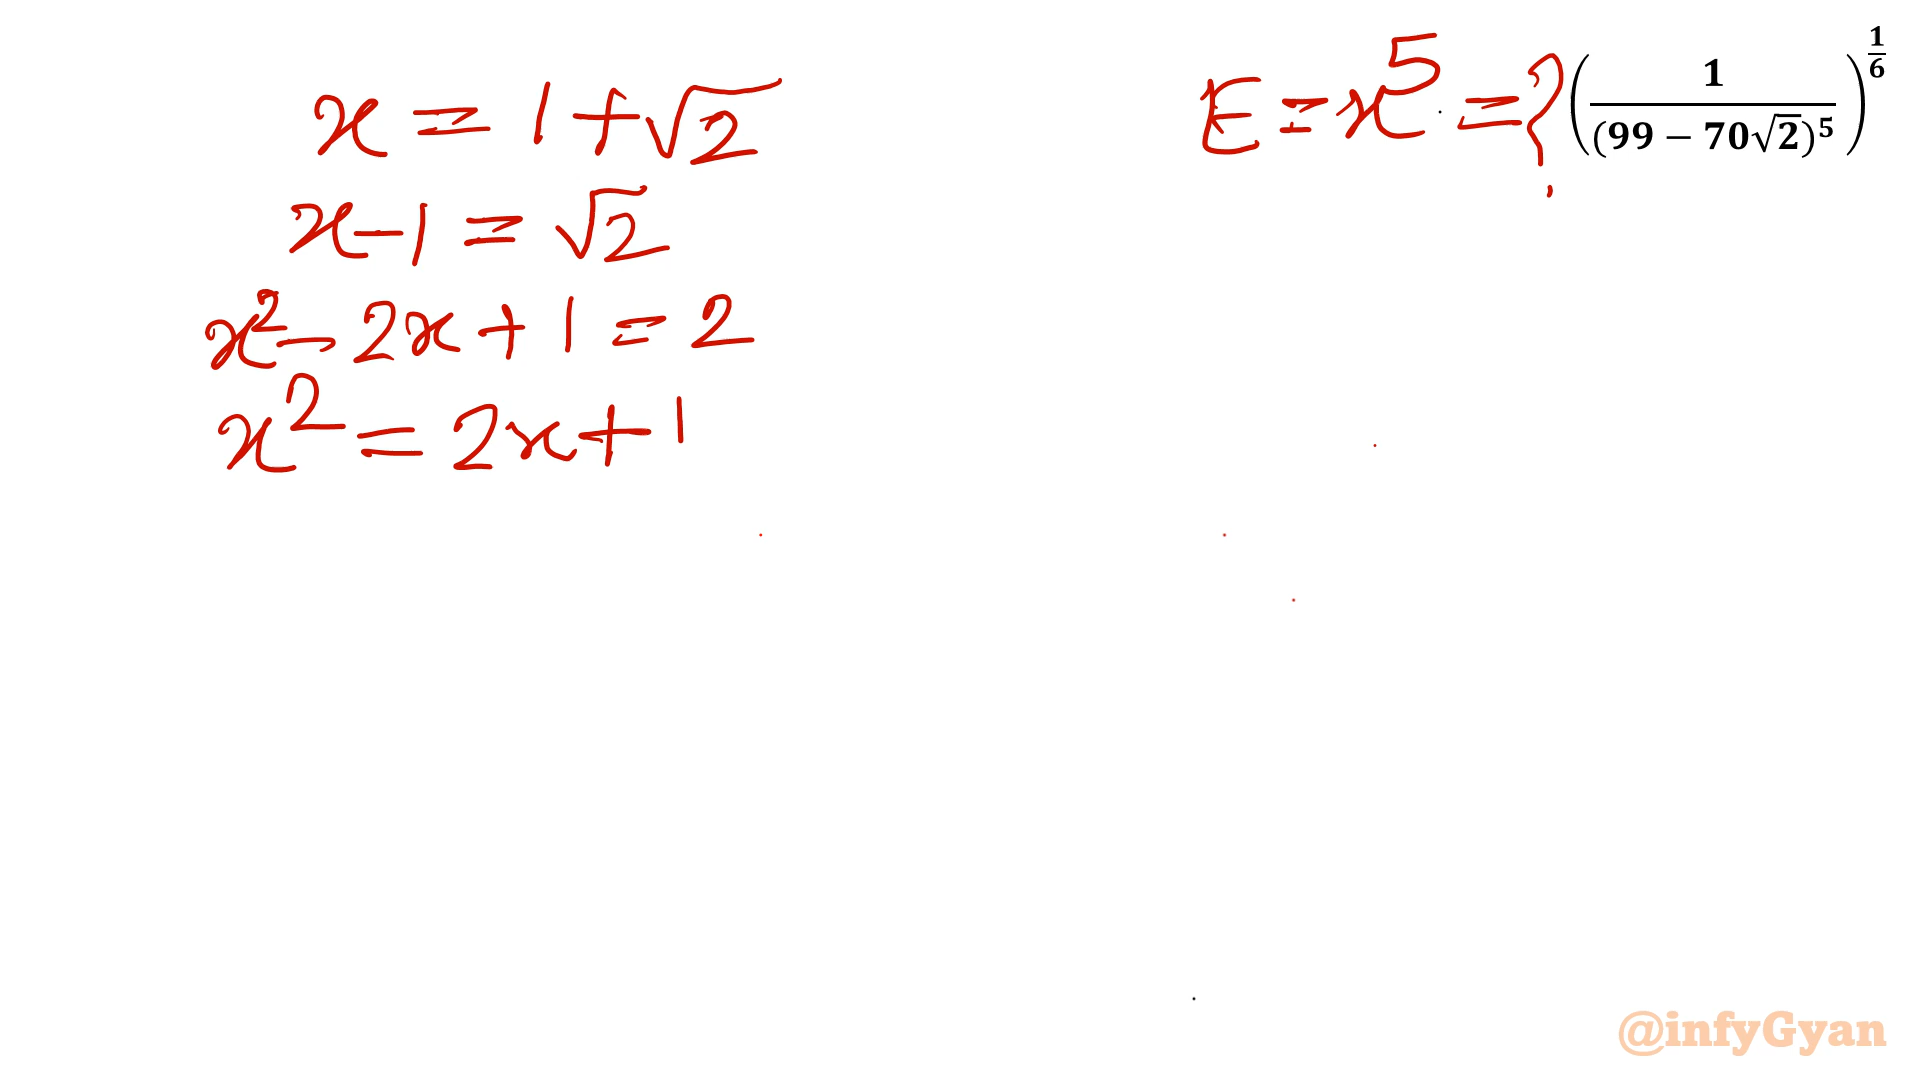 x = 1 + √2
E = x⁵ = ? (1/(99 − 70√2)⁵)^(1/6)
x − 1 = √2
x² − 2x + 1 = 2
x² = 2x + 1
@infyGyan